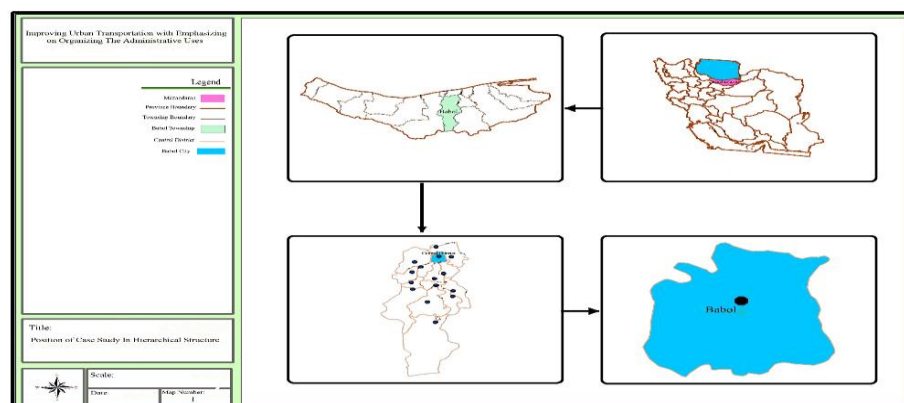 Improving Urban Transportation with Emphasizing
on Organizing The Administrative Uses
Legend
Province Boundary
Township Boundary
Babol Township
Central District
Babol City
Title:
Position of Case Study In Hierarchical Structure
Scale:
Date:
Map Number:
1
Babol
Babol